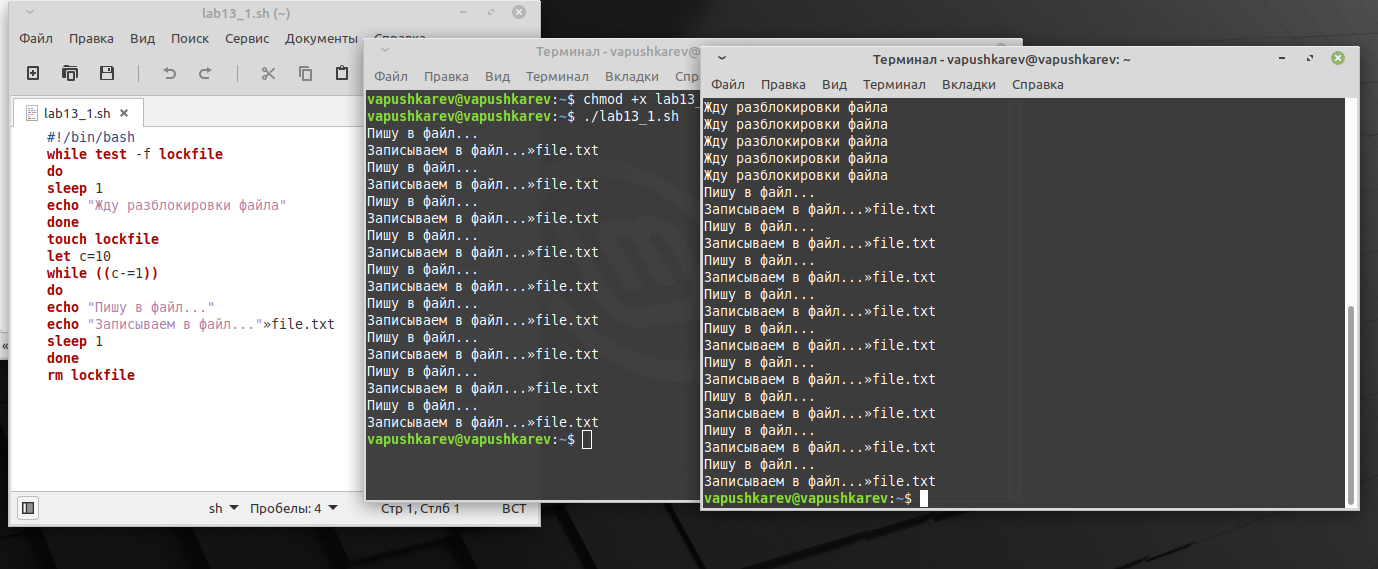 lab13_1.sh (~)
Файл Правка Вид Поиск Сервис Документы Справка
lab13_1.sh ×
#!/bin/bash
while test -f lockfile
do
sleep 1
echo "Жду разблокировки файла"
done
touch lockfile
let c=10
while ((c-=1))
do
echo "Пишу в файл..."
echo "Записываем в файл..."»file.txt
sleep 1
done
rm lockfile
«
sh Пробелы: 4 Стр 1, Стлб 1 ВСТ
Терминал - vapushkarev@
Файл Правка Вид Терминал Вкладки Спр
vapushkarev@vapushkarev:~$ chmod +x lab13_
vapushkarev@vapushkarev:~$ ./lab13_1.sh
Пишу в файл...
Записываем в файл...»file.txt
Пишу в файл...
Записываем в файл...»file.txt
Пишу в файл...
Записываем в файл...»file.txt
Пишу в файл...
Записываем в файл...»file.txt
Пишу в файл...
Записываем в файл...»file.txt
Пишу в файл...
Записываем в файл...»file.txt
Пишу в файл...
Записываем в файл...»file.txt
Пишу в файл...
Записываем в файл...»file.txt
Пишу в файл...
Записываем в файл...»file.txt
vapushkarev@vapushkarev:~$
Терминал - vapushkarev@vapushkarev: ~
Файл Правка Вид Терминал Вкладки Справка
Жду разблокировки файла
Жду разблокировки файла
Жду разблокировки файла
Жду разблокировки файла
Жду разблокировки файла
Пишу в файл...
Записываем в файл...»file.txt
Пишу в файл...
Записываем в файл...»file.txt
Пишу в файл...
Записываем в файл...»file.txt
Пишу в файл...
Записываем в файл...»file.txt
Пишу в файл...
Записываем в файл...»file.txt
Пишу в файл...
Записываем в файл...»file.txt
Пишу в файл...
Записываем в файл...»file.txt
Пишу в файл...
Записываем в файл...»file.txt
Пишу в файл...
Записываем в файл...»file.txt
vapushkarev@vapushkarev:~$